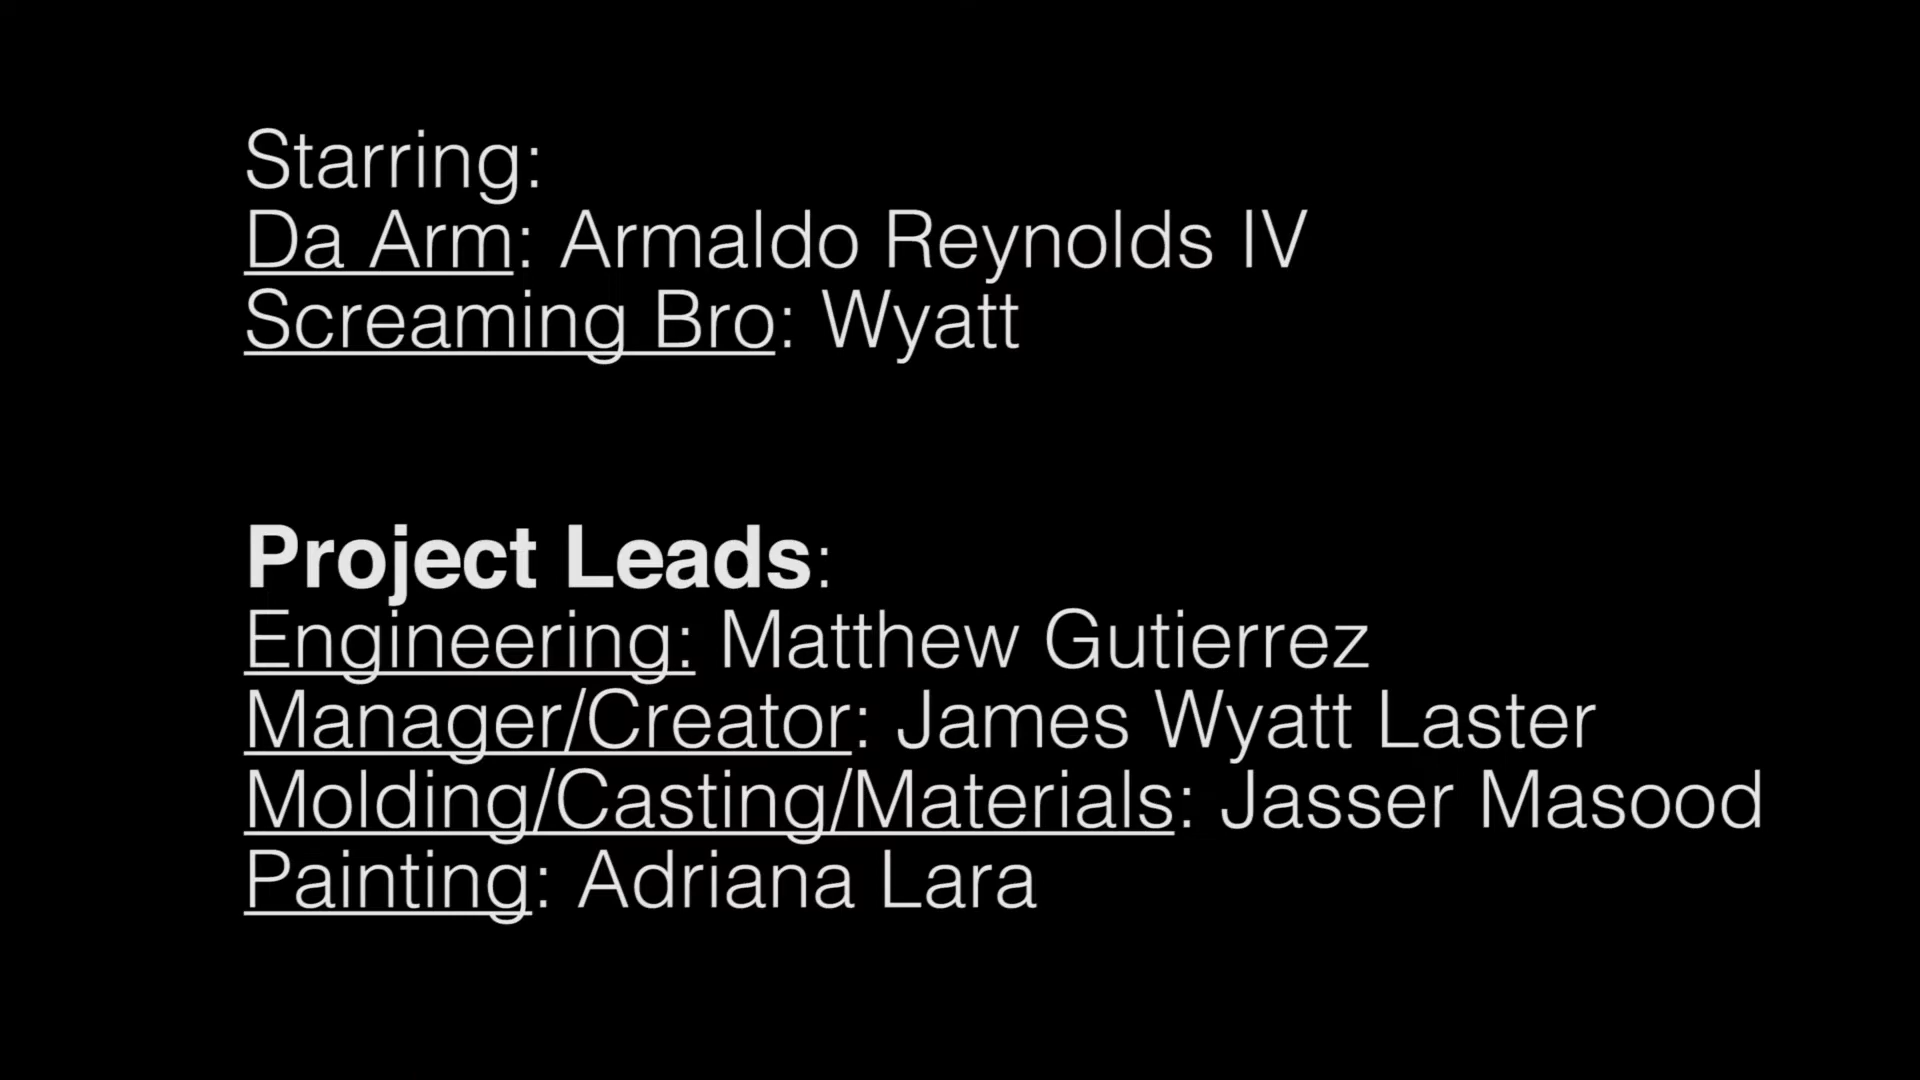 Starring:
Da Arm: Armaldo Reynolds IV
Screaming Bro: Wyatt
Project Leads:
Engineering: Matthew Gutierrez
Manager/Creator: James Wyatt Laster
Molding/Casting/Materials: Jasser Masood
Painting: Adriana Lara